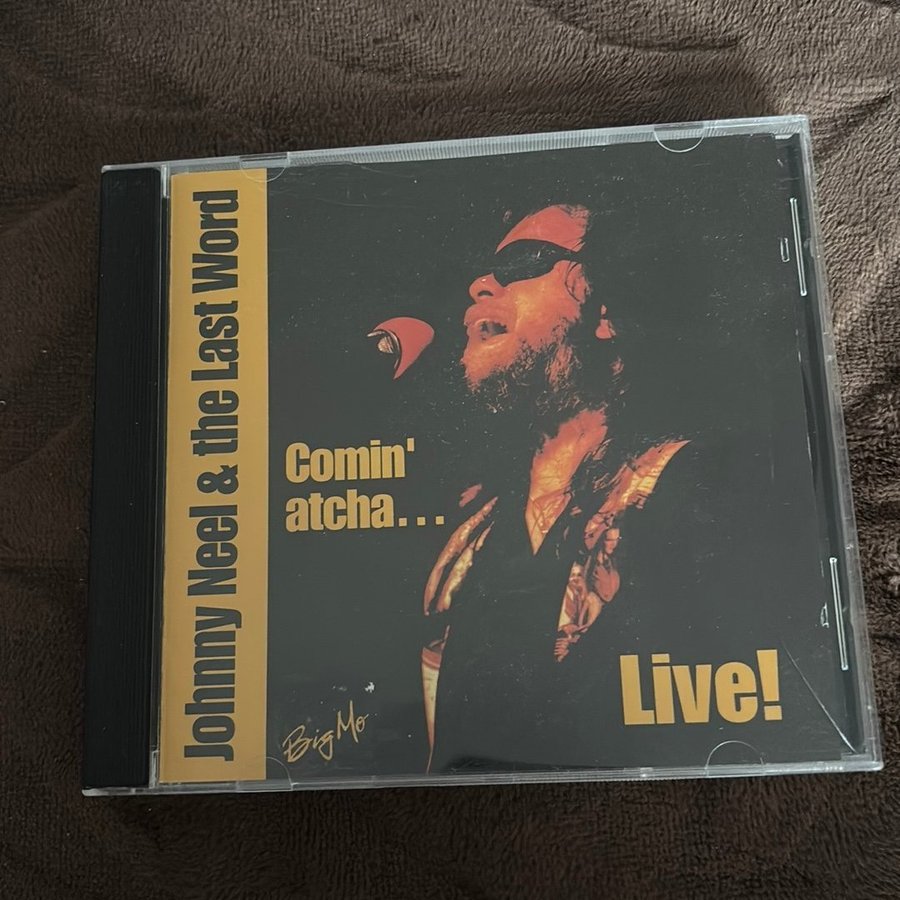 Johnny Neel & the Last Word
Comin'
atcha...
Live!
Big Mo